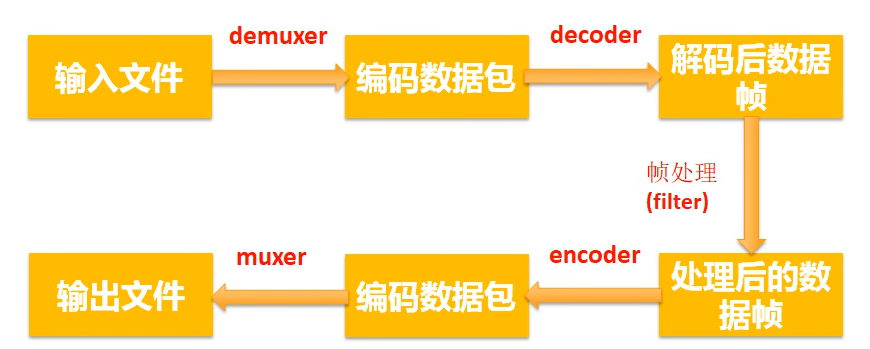 demuxer
decoder
输入文件
编码数据包
解码后数据
帧
帧处理
(filter)
muxer
encoder
输出文件
编码数据包
处理后的数
据帧